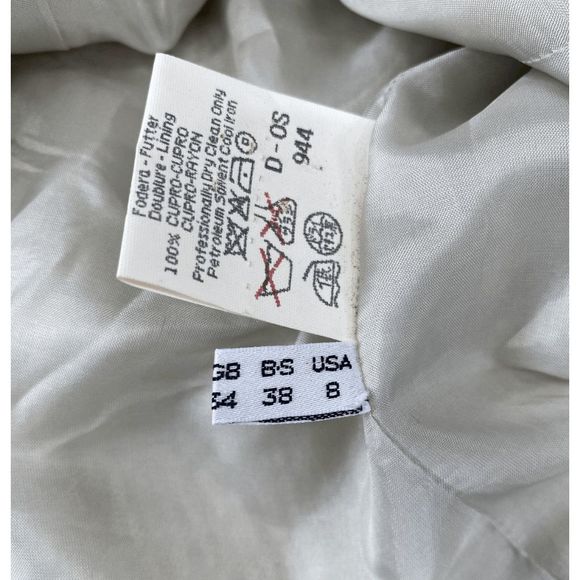 Fodera - Futter
Doublure - Lining
100% CUPRO-CUPRO
CUPRO-RAYON
Professionally Dry Clean Only
Petroleum Solvent Cool Iron
D - OS
944
GB B·S USA
34 38 8